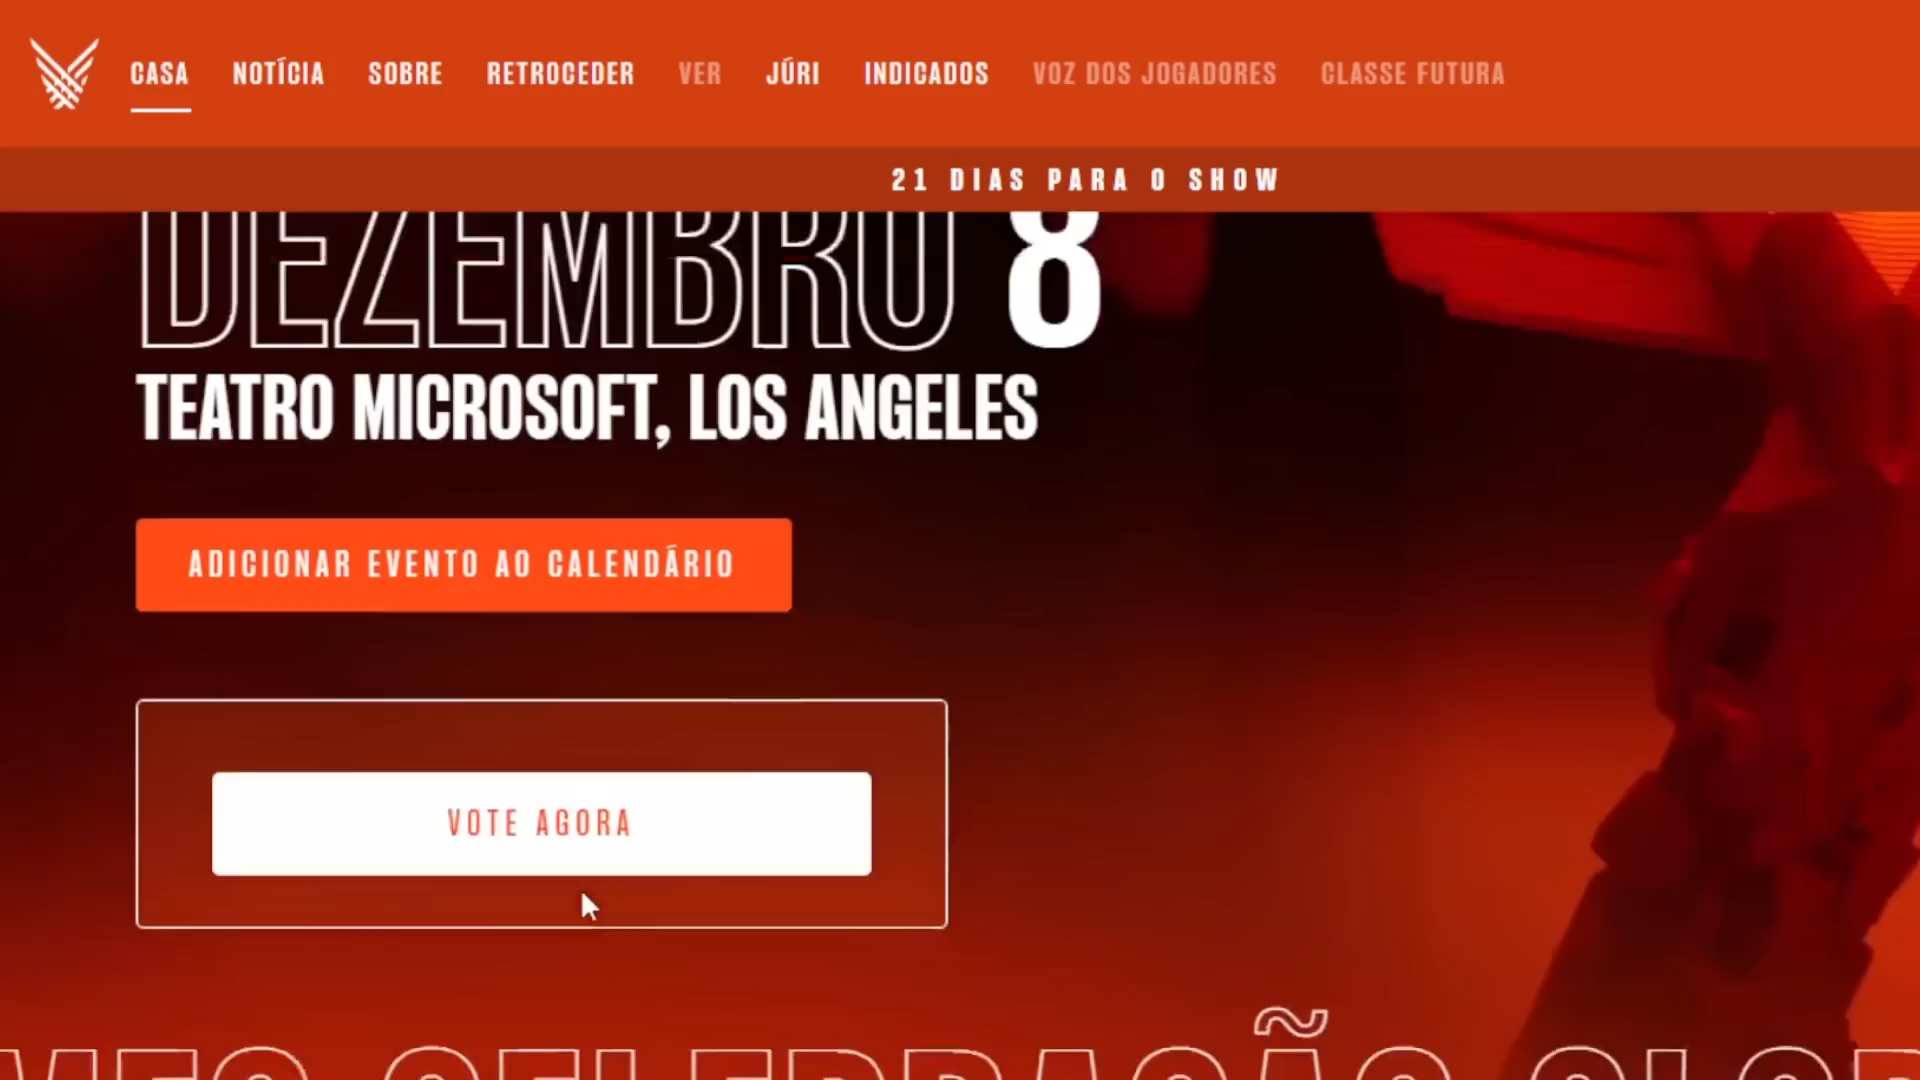 CASA NOTÍCIA SOBRE RETROCEDER VER JÚRI INDICADOS VOZ DOS JOGADORES CLASSE FUTURA
21 DIAS PARA O SHOW
DEZEMBRO 8
TEATRO MICROSOFT, LOS ANGELES
ADICIONAR EVENTO AO CALENDÁRIO
VOTE AGORA
CELEBRAÇÃO